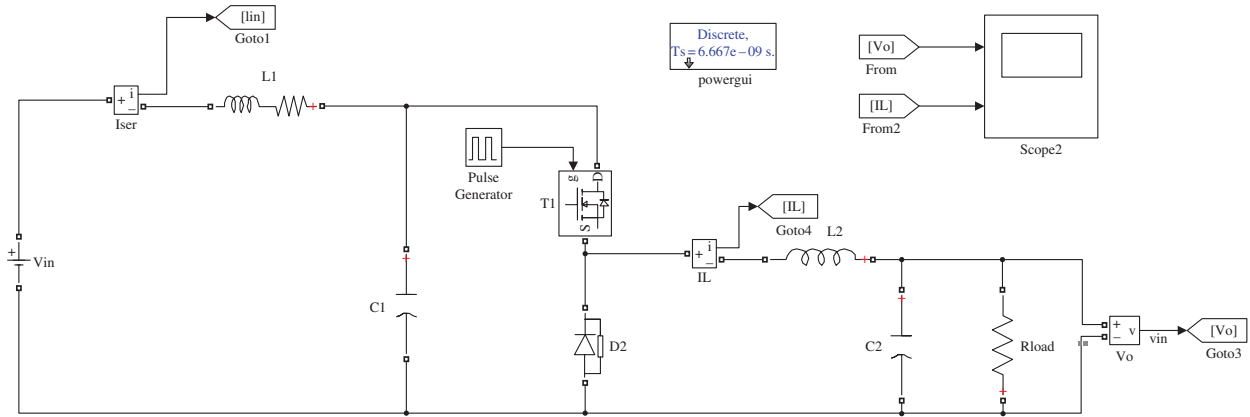 [Iin]
Goto1
i
+
−
Iser
L1
Vin
+
C1
Pulse
Generator
g
D
S
T1
D2
Discrete,
Ts = 6.667e−09 s.
powergui
[Vo]
From
[IL]
From2
Scope2
[IL]
Goto4
i
+
−
IL
L2
C2
Rload
+
−
v
Vo
vin
[Vo]
Goto3